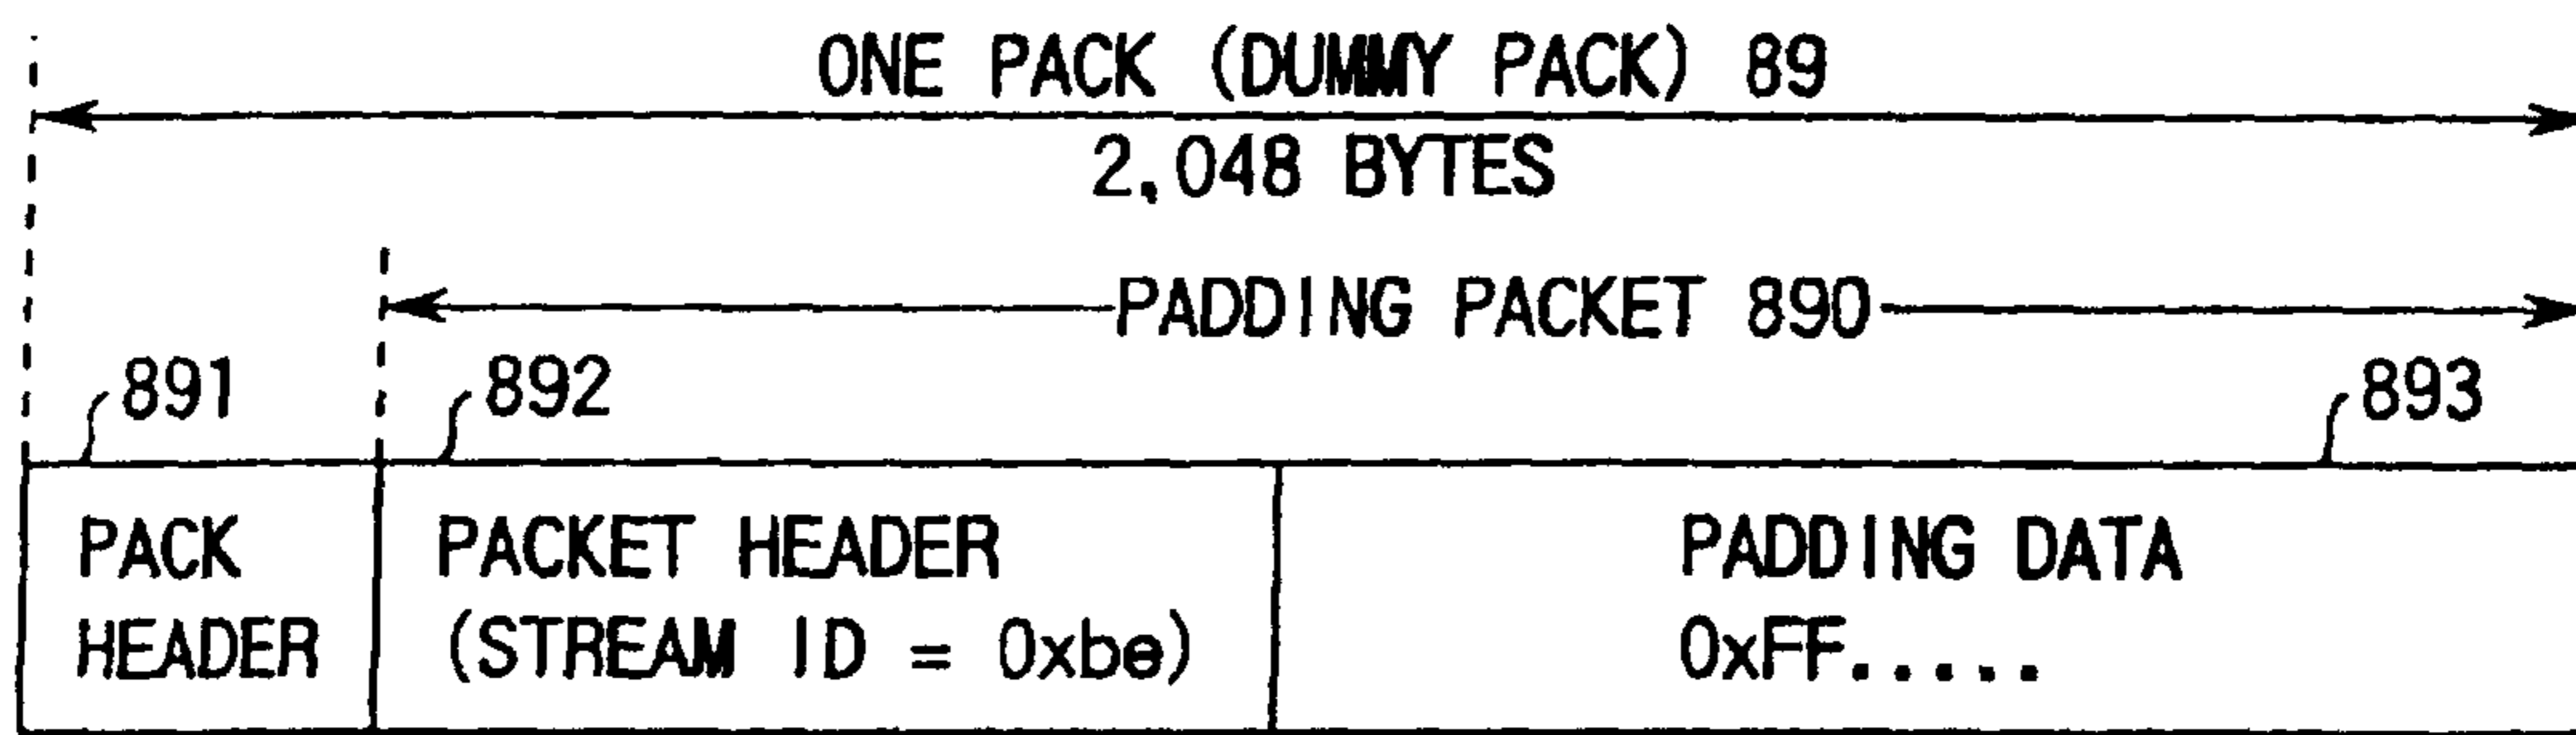 ONE PACK (DUMMY PACK) 89
2,048 BYTES
PADDING PACKET 890
891
892
893
PACK
HEADER
PACKET HEADER
(STREAM ID = 0xbe)
PADDING DATA
0xFF.....